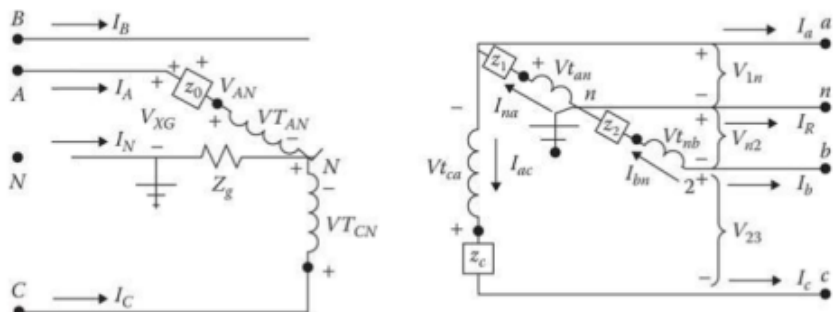 B I_B
A I_A
z_0 V_AN
V_XG VT_AN
I_N
N Z_g N
VT_CN
C I_C
I_a a
z_1 Vt_an V_1n
I_na n n
z_2 Vt_nb V_n2 I_R
Vt_ca I_ac I_bn 2 b
I_b
V_23
z_c
I_c c